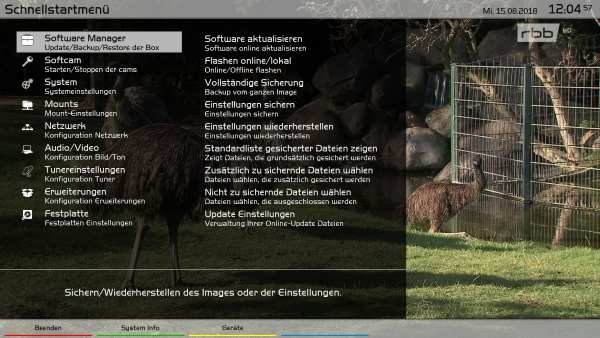 Schnellstartmenü
Mi, 15.08.2018 12:04 57
rbb HD
Software Manager
Update/Backup/Restore der Box
Softcam
Starten/Stoppen der cams
System
Systemeinstellungen
Mounts
Mount-Einstellungen
Netzwerk
Konfiguration Netzwerk
Audio/Video
Konfiguration Bild/Ton
Tunereinstellungen
Konfiguration Tuner
Erweiterungen
Konfiguration Erweiterungen
Festplatte
Festplatten Einstellungen
Software aktualisieren
Software online aktualisieren
Flashen online/lokal
Online/Offline flashen
Vollständige Sicherung
Backup vom ganzen Image
Einstellungen sichern
Einstellungen sichern
Einstellungen wiederherstellen
Einstellungen wiederherstellen
Standardliste gesicherter Dateien zeigen
Zeigt Dateien, die grundsätzlich gesichert werden
Zusätzlich zu sichernde Dateien wählen
Dateien wählen, die zusätzlich gesichert werden
Nicht zu sichernde Dateien wählen
Dateien wählen, die ausgeschlossen werden
Update Einstellungen
Verwaltung Ihrer Online-Update Dateien
Sichern/Wiederherstellen des Images oder der Einstellungen.
Beenden
System Info
Geräte